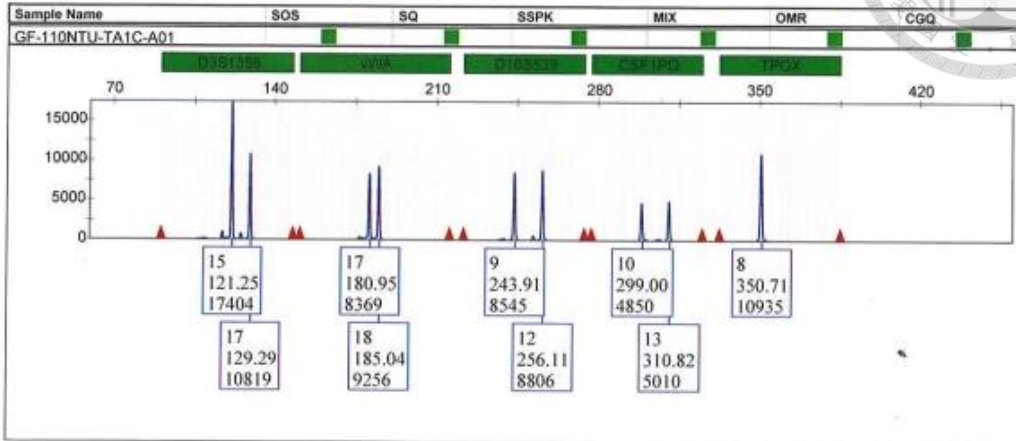 Sample Name SOS SQ SSPK MIX OMR CGQ
GF-110NTU-TA1C-A01
D3S1358 vWA D16S539 CSF1PO TPOX
70 140 210 280 350 420
15000
10000
5000
0
15 17 9 10 8
121.25 180.95 243.91 299.00 350.71
17404 8369 8545 4850 10935
17 18 12 13
129.29 185.04 256.11 310.82
10819 9256 8806 5010